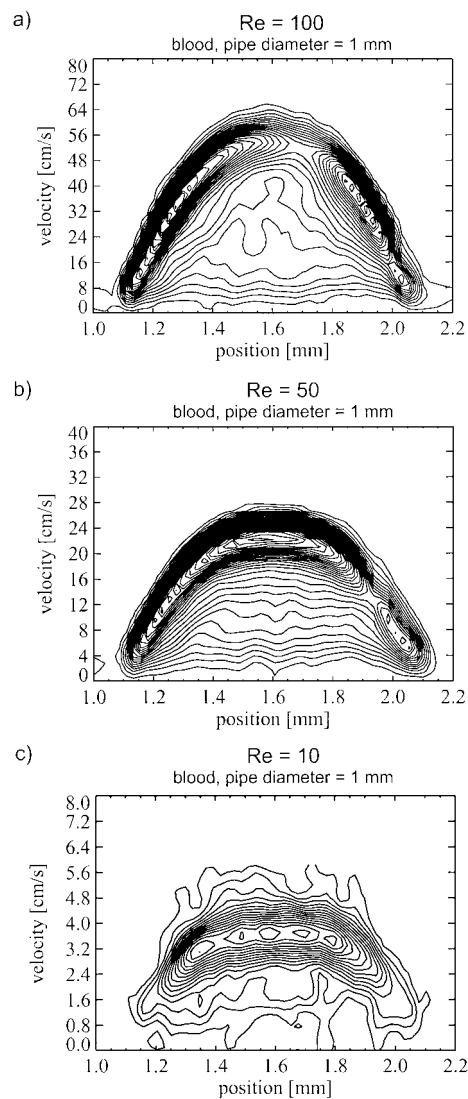 a)
Re = 100
blood, pipe diameter = 1 mm
80
72
64
56
48
40
32
24
16
8
0
velocity [cm/s]
1.0 1.2 1.4 1.6 1.8 2.0 2.2
position [mm]
b)
Re = 50
blood, pipe diameter = 1 mm
40
36
32
28
24
20
16
12
8
4
0
velocity [cm/s]
1.0 1.2 1.4 1.6 1.8 2.0 2.2
position [mm]
c)
Re = 10
blood, pipe diameter = 1 mm
8.0
7.2
6.4
5.6
4.8
4.0
3.2
2.4
1.6
0.8
0.0
velocity [cm/s]
1.0 1.2 1.4 1.6 1.8 2.0 2.2
position [mm]